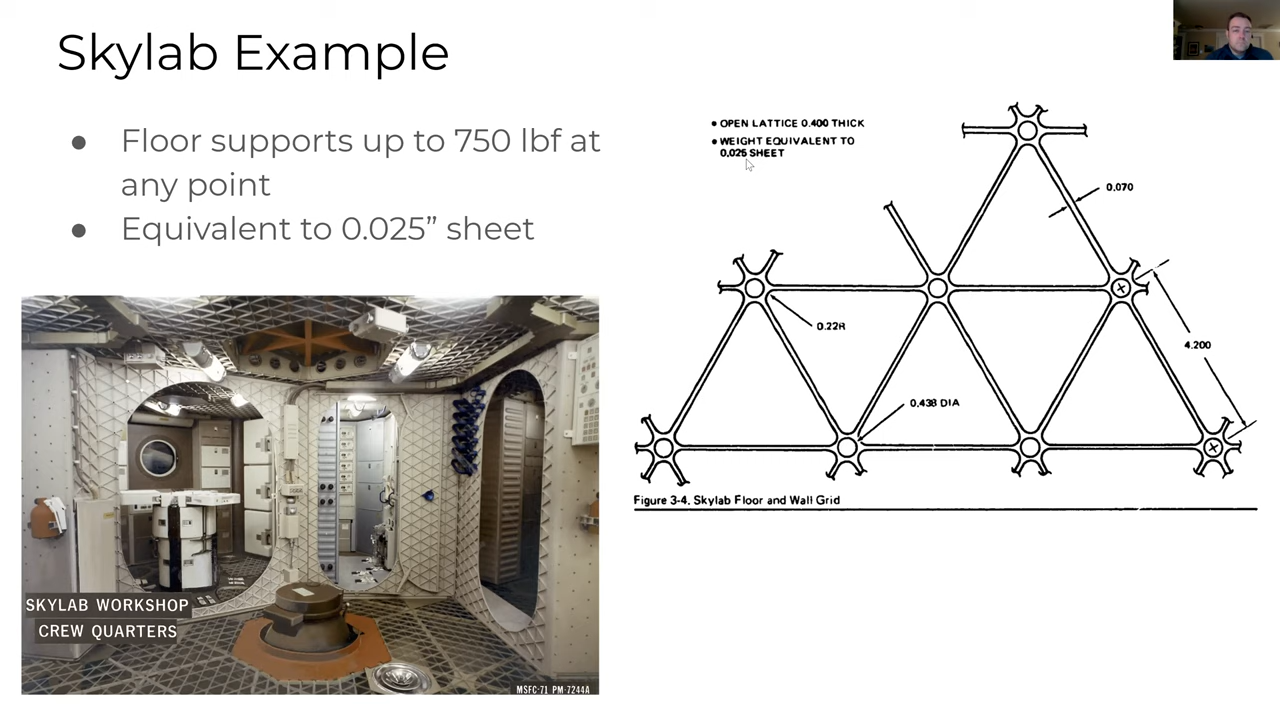 Skylab Example
● Floor supports up to 750 lbf at
any point
● Equivalent to 0.025” sheet
• OPEN LATTICE 0.400 THICK
• WEIGHT EQUIVALENT TO
0.025 SHEET
0.070
0.22R
4.200
0.438 DIA
Figure 3-4. Skylab Floor and Wall Grid
SKYLAB WORKSHOP
CREW QUARTERS
MSFC-71 PM-7244A